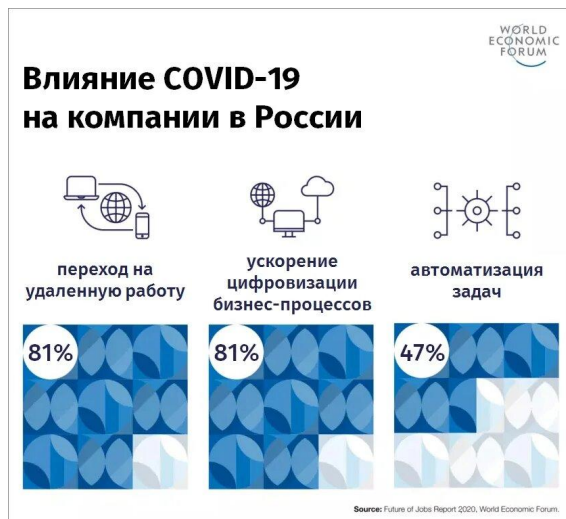 WORLD
ECONOMIC
FORUM
Влияние COVID-19
на компании в России
переход на
удаленную работу
ускорение
цифровизации
бизнес-процессов
автоматизация
задач
81%
81%
47%
Source: Future of Jobs Report 2020, World Economic Forum.